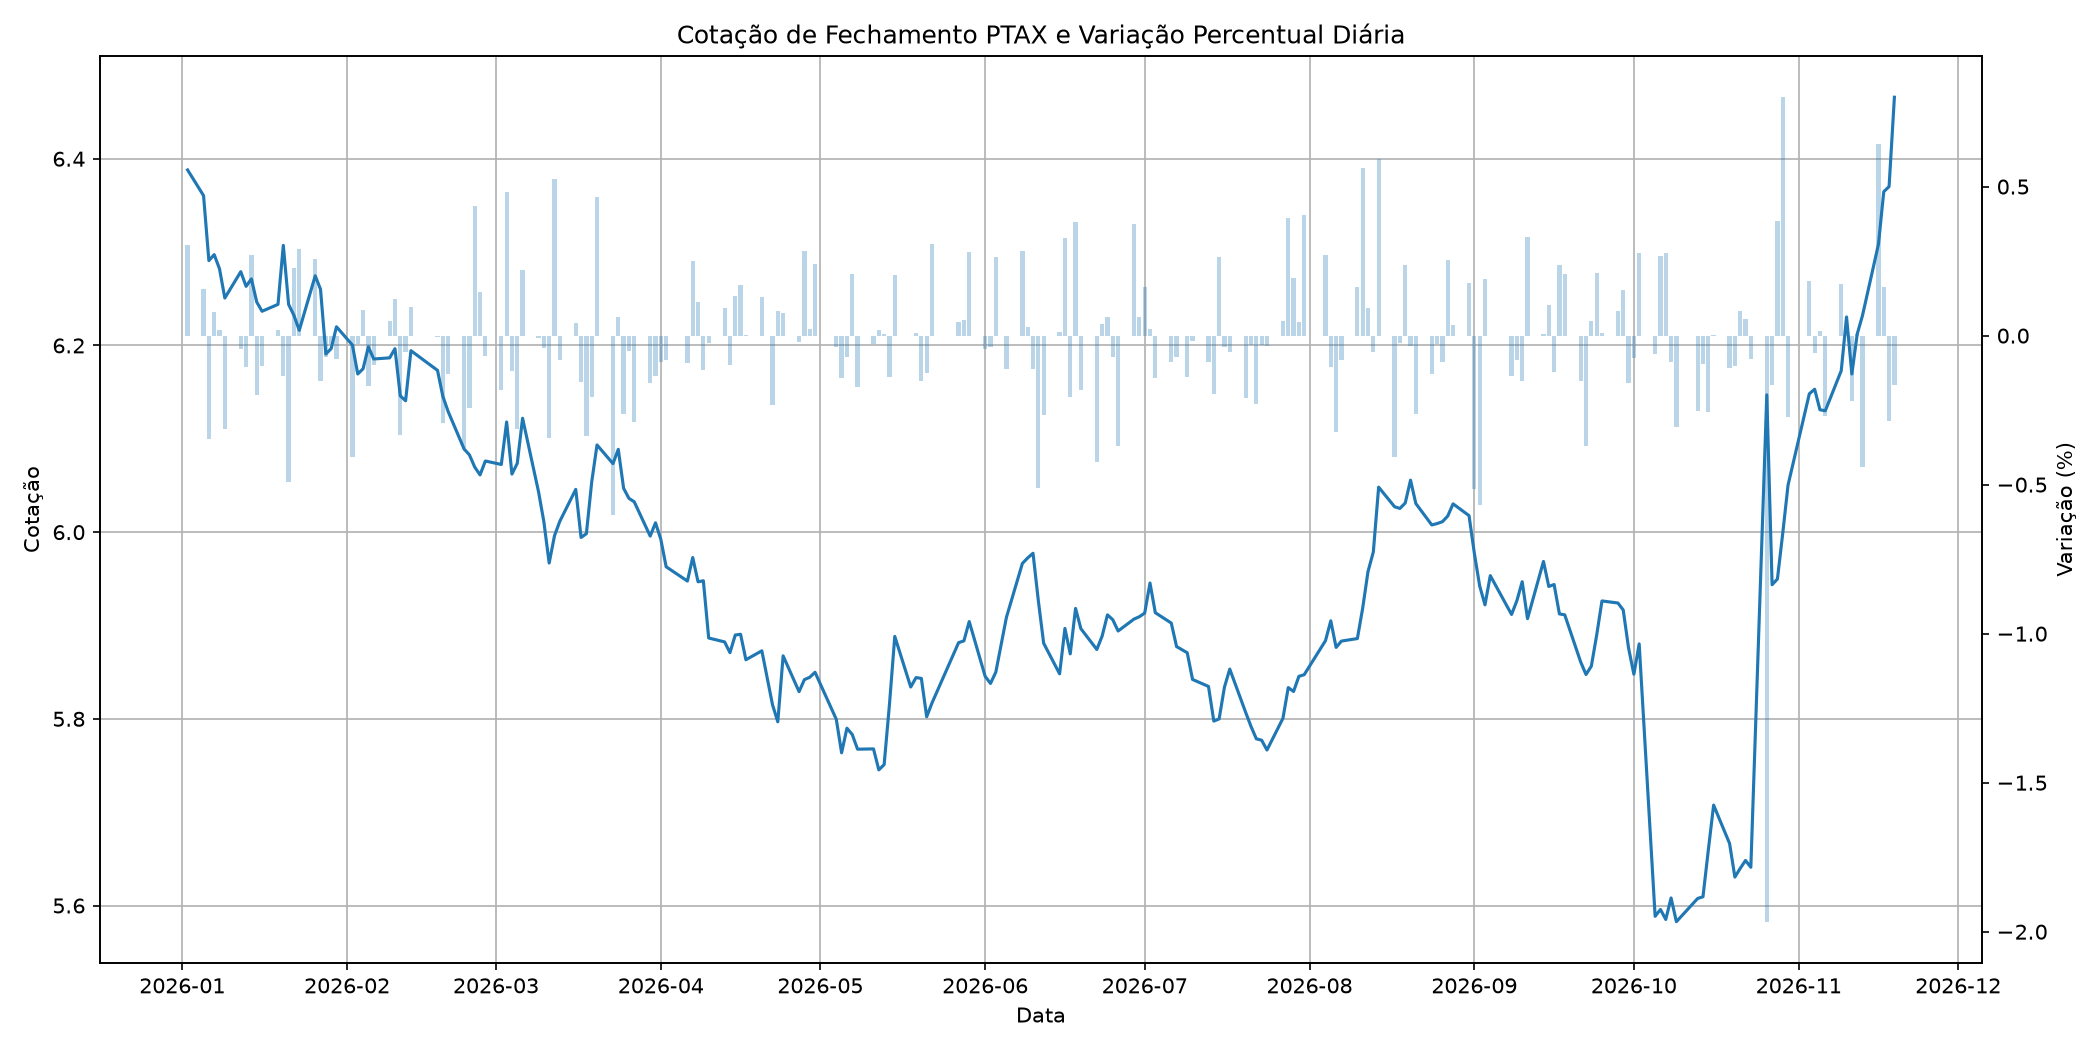 Cotação de Fechamento PTAX e Variação Percentual Diária
Cotação
6.4
6.2
6.0
5.8
5.6
0.5
0.0
−0.5
−1.0
−1.5
−2.0
Variação (%)
2026-01 2026-02 2026-03 2026-04 2026-05 2026-06 2026-07 2026-08 2026-09 2026-10 2026-11 2026-12
Data